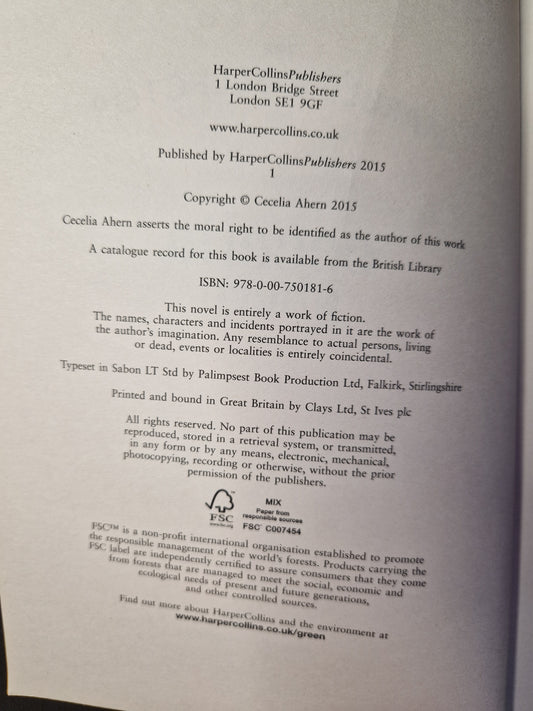 HarperCollinsPublishers
1 London Bridge Street
London SE1 9GF
www.harpercollins.co.uk
Published by HarperCollinsPublishers 2015
1
Copyright © Cecelia Ahern 2015
Cecelia Ahern asserts the moral right to be identified as the author of this work
A catalogue record for this book is available from the British Library
ISBN: 978-0-00-750181-6
This novel is entirely a work of fiction.
The names, characters and incidents portrayed in it are the work of
the author's imagination. Any resemblance to actual persons, living
or dead, events or localities is entirely coincidental.
Typeset in Sabon LT Std by Palimpsest Book Production Ltd, Falkirk, Stirlingshire
Printed and bound in Great Britain by Clays Ltd, St Ives plc
All rights reserved. No part of this publication may be
reproduced, stored in a retrieval system, or transmitted,
in any form or by any means, electronic, mechanical,
photocopying, recording or otherwise, without the prior
permission of the publishers.
FSC
www.fsc.org
MIX
Paper from
responsible sources
FSC® C007454
FSC™ is a non-profit international organisation established to promote
the responsible management of the world's forests. Products carrying the
FSC label are independently certified to assure consumers that they come
from forests that are managed to meet the social, economic and
ecological needs of present and future generations,
and other controlled sources.
Find out more about HarperCollins and the environment at
www.harpercollins.co.uk/green